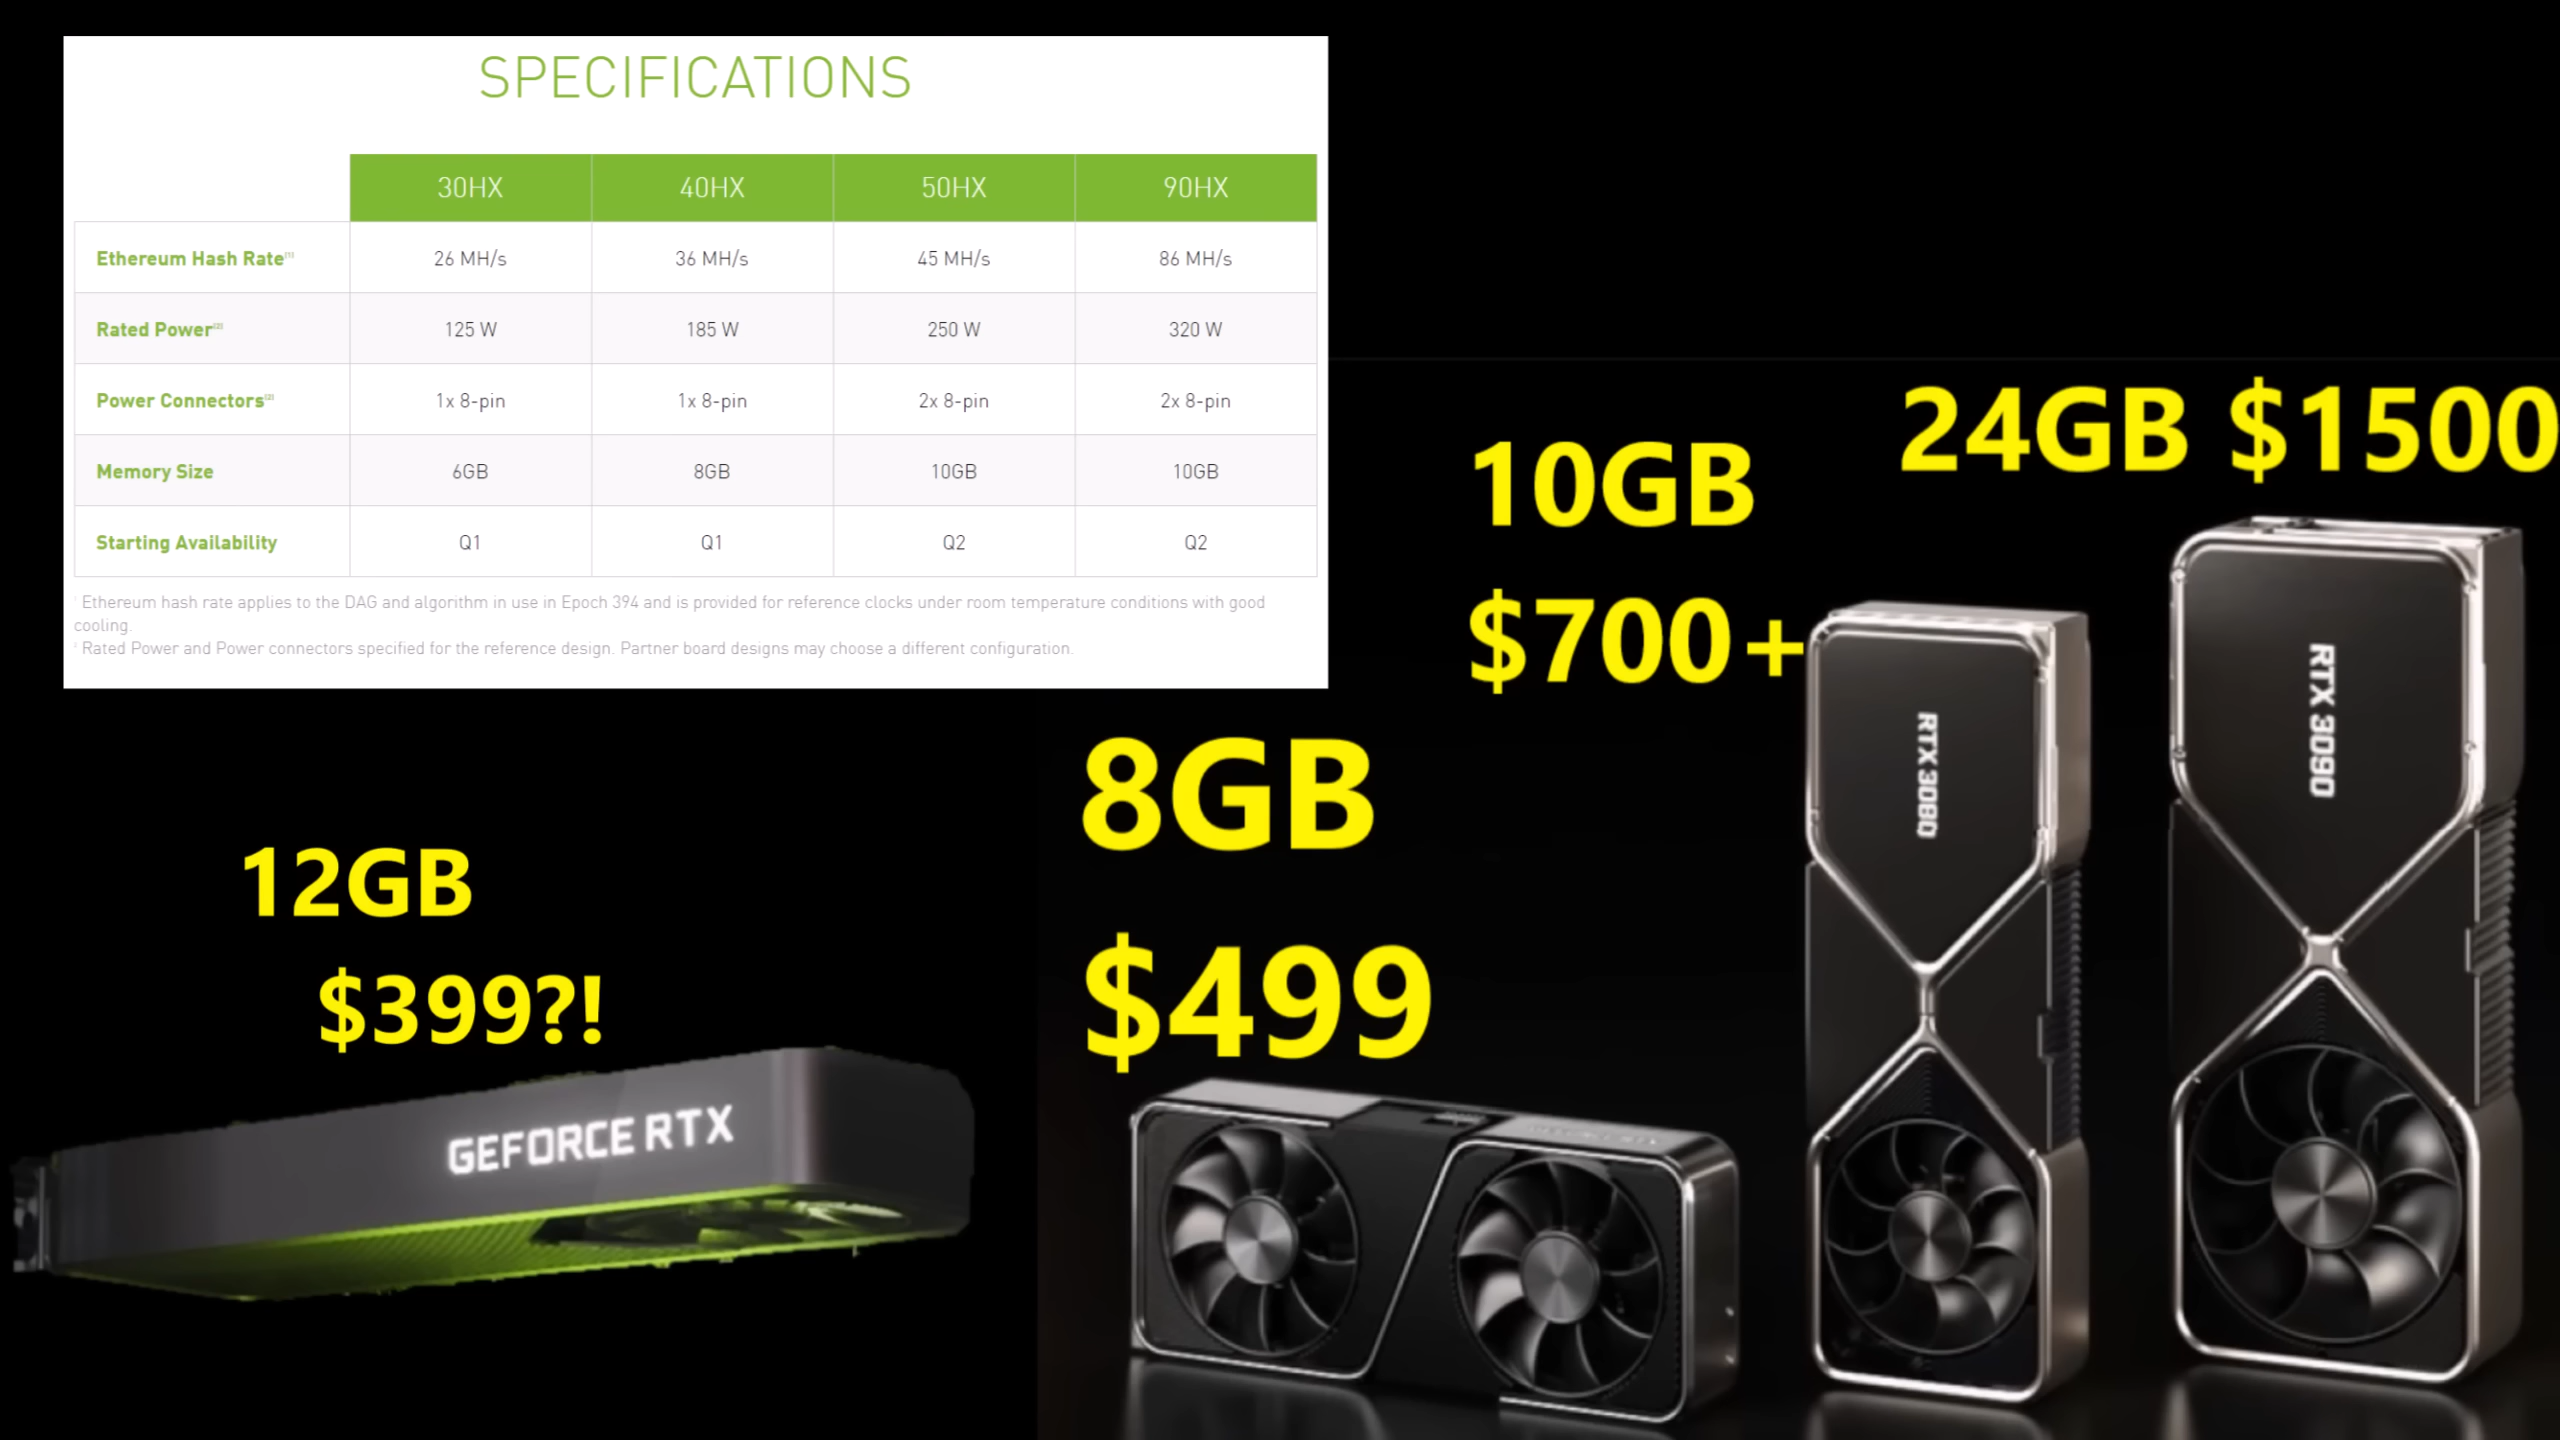 SPECIFICATIONS
30HX 40HX 50HX 90HX
Ethereum Hash Rate(1) 26 MH/s 36 MH/s 45 MH/s 86 MH/s
Rated Power(2) 125 W 185 W 250 W 320 W
Power Connectors(2) 1x 8-pin 1x 8-pin 2x 8-pin 2x 8-pin
Memory Size 6GB 8GB 10GB 10GB
Starting Availability Q1 Q1 Q2 Q2
¹ Ethereum hash rate applies to the DAG and algorithm in use in Epoch 394 and is provided for reference clocks under room temperature conditions with good
cooling.
² Rated Power and Power connectors specified for the reference design. Partner board designs may choose a different configuration.
24GB $1500
10GB
$700+
8GB
$499
12GB
$399?!
GEFORCE RTX
RTX 3080
RTX 3090